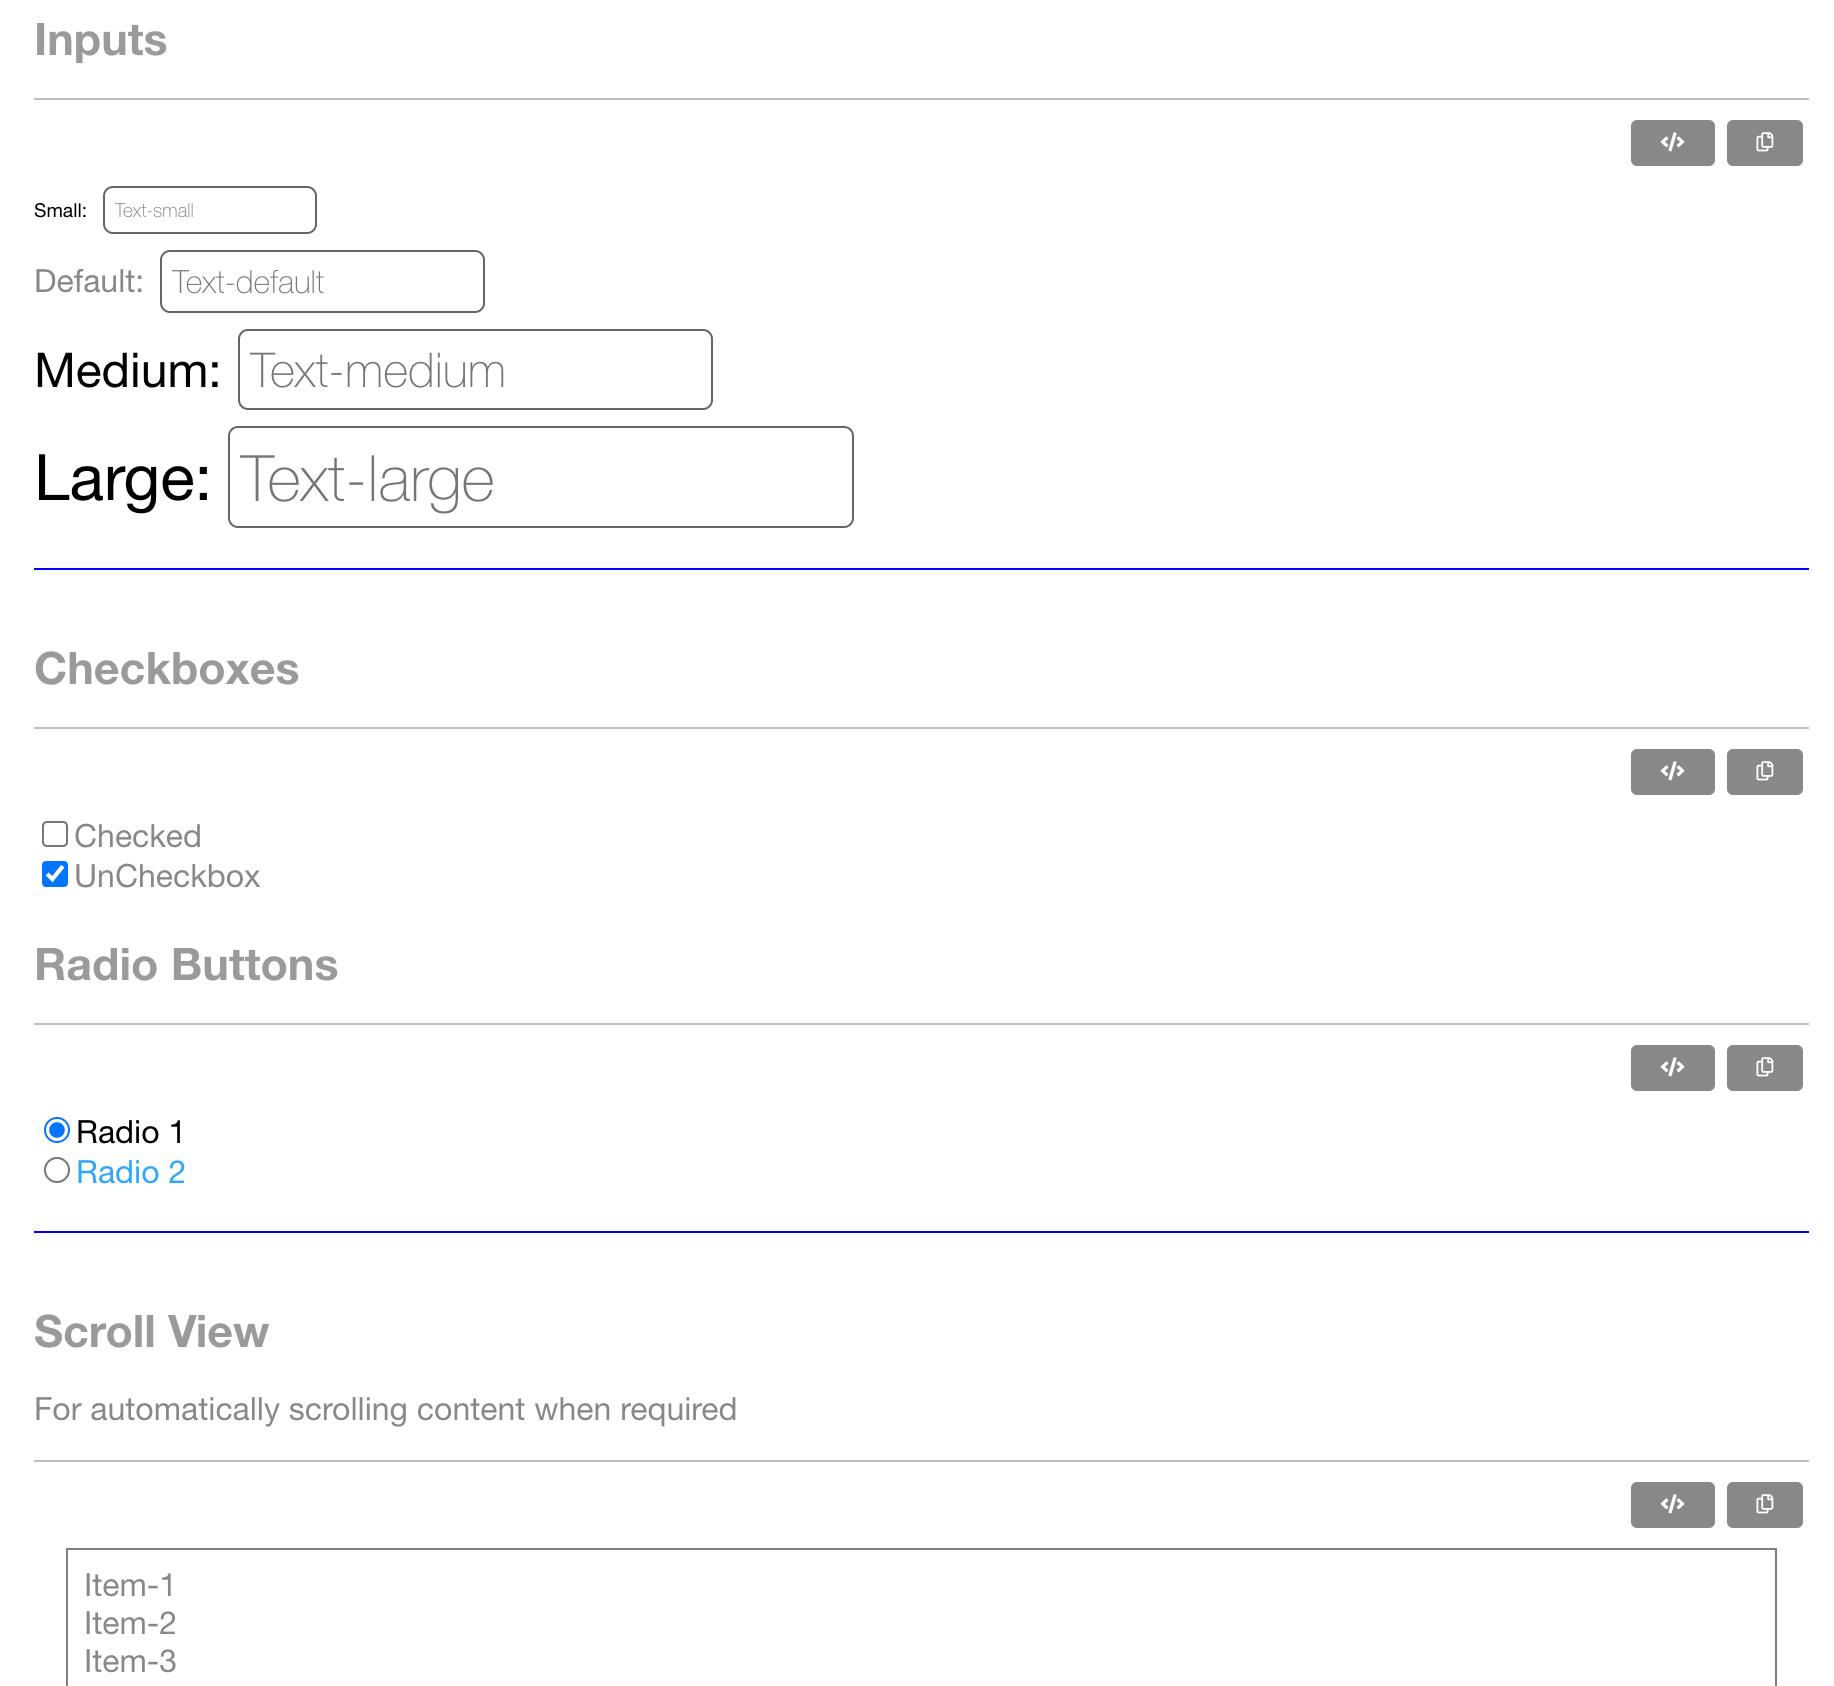 Inputs
</>
Small: Text-small
Default: Text-default
Medium: Text-medium
Large: Text-large
Checkboxes
</>
Checked
UnCheckbox
Radio Buttons
</>
Radio 1
Radio 2
Scroll View
For automatically scrolling content when required
</>
Item-1
Item-2
Item-3